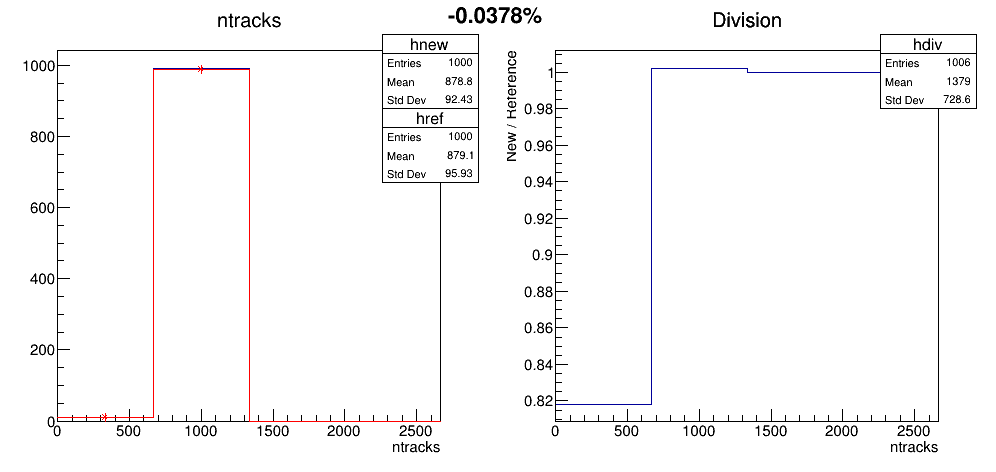 -0.0378%
ntracks
hnew
Entries 1000
Mean 878.8
Std Dev 92.43
href
Entries 1000
Mean 879.1
Std Dev 95.93
1000
800
600
400
200
0
0 500 1000 1500 2000 2500
ntracks
Division
hdiv
Entries 1006
Mean 1379
Std Dev 728.6
New / Reference
1
0.98
0.96
0.94
0.92
0.9
0.88
0.86
0.84
0.82
0 500 1000 1500 2000 2500
ntracks